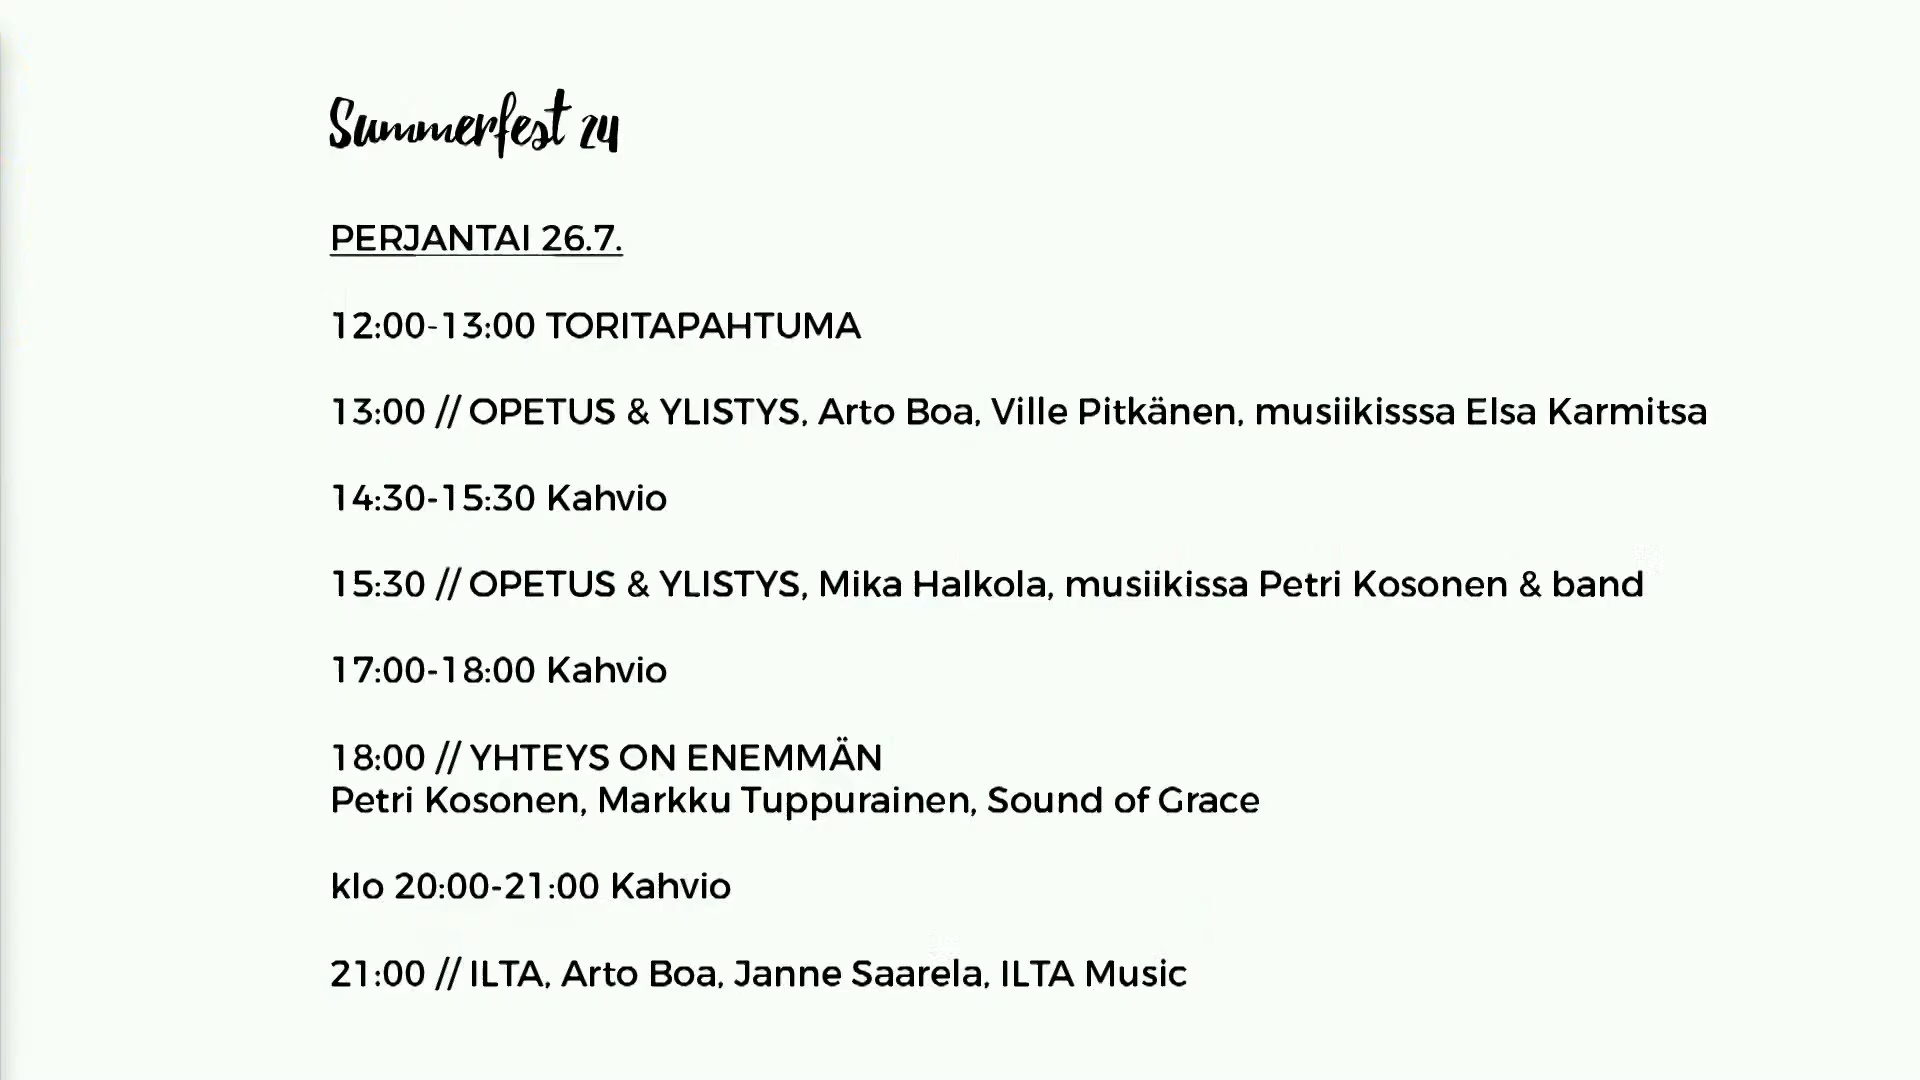 Summerfest 24
PERJANTAI 26.7.
12:00-13:00 TORITAPAHTUMA
13:00 // OPETUS & YLISTYS, Arto Boa, Ville Pitkänen, musiikisssa Elsa Karmitsa
14:30-15:30 Kahvio
15:30 // OPETUS & YLISTYS, Mika Halkola, musiikissa Petri Kosonen & band
17:00-18:00 Kahvio
18:00 // YHTEYS ON ENEMMÄN
Petri Kosonen, Markku Tuppurainen, Sound of Grace
klo 20:00-21:00 Kahvio
21:00 // ILTA, Arto Boa, Janne Saarela, ILTA Music